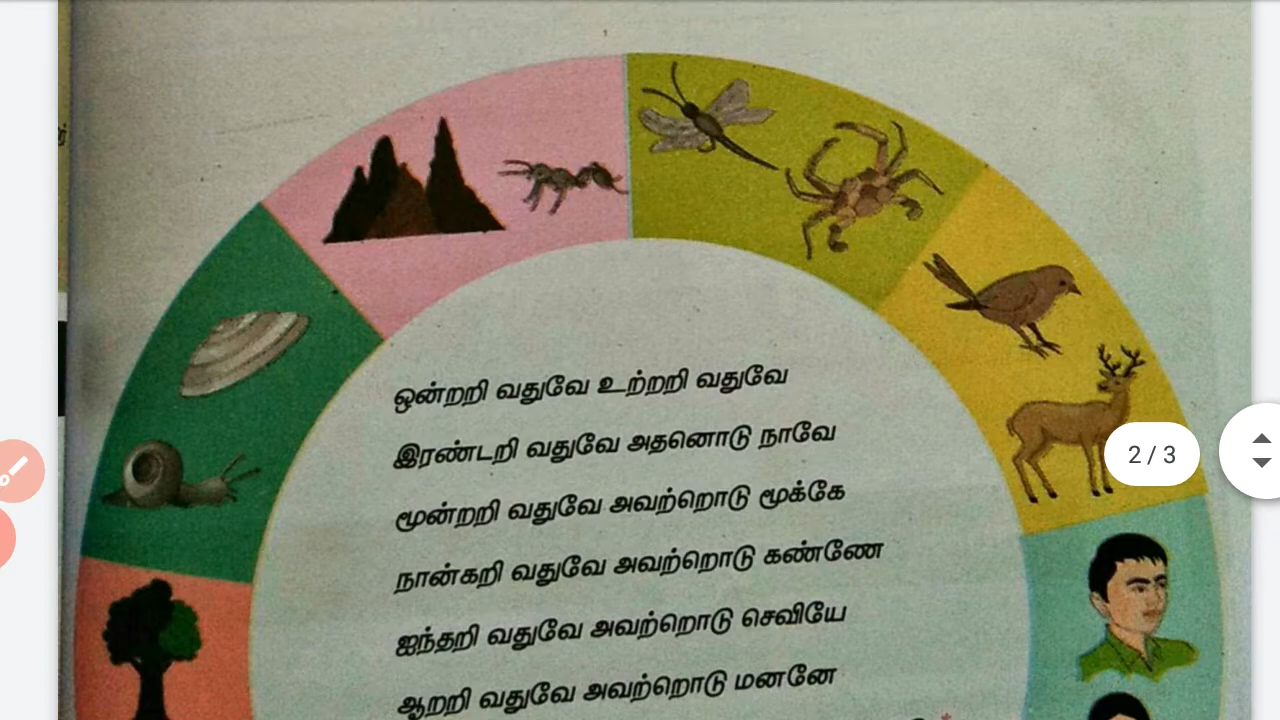 ஒன்றறி வதுவே உற்றறி வதுவே
இரண்டறி வதுவே அதனொடு நாவே
மூன்றறி வதுவே அவற்றொடு மூக்கே
நான்கறி வதுவே அவற்றொடு கண்ணே
ஐந்தறி வதுவே அவற்றொடு செவியே
ஆறறி வதுவே அவற்றொடு மனனே
2 / 3